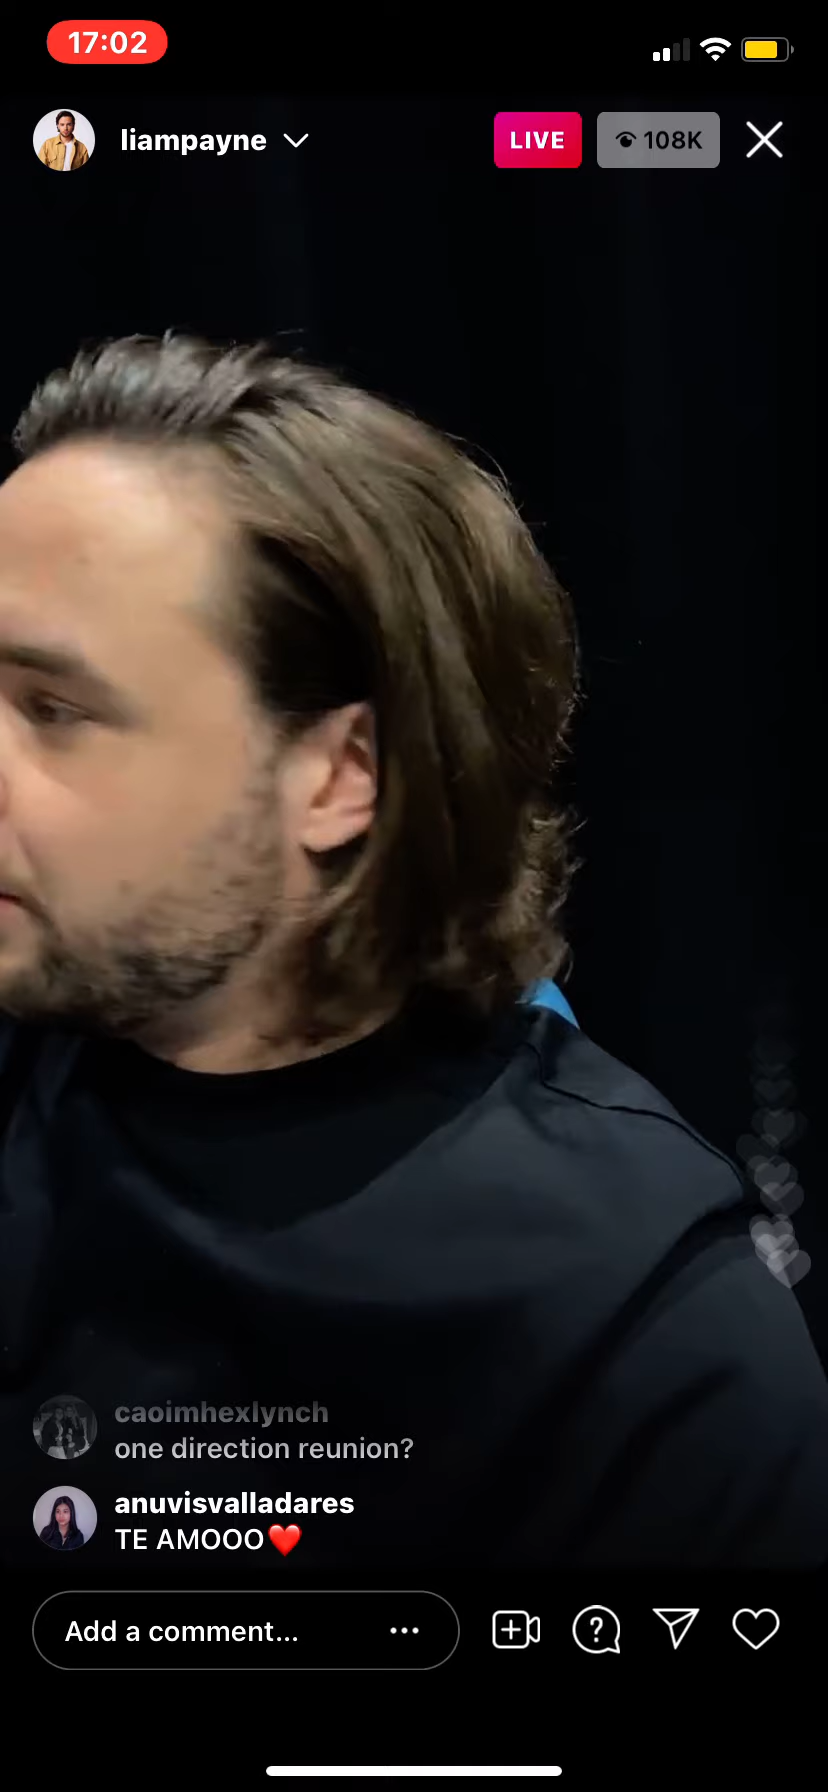 17:02
liampayne
LIVE
108K
caoimhexlynch
one direction reunion?
anuvisvalladares
TE AMOOO❤️
Add a comment...